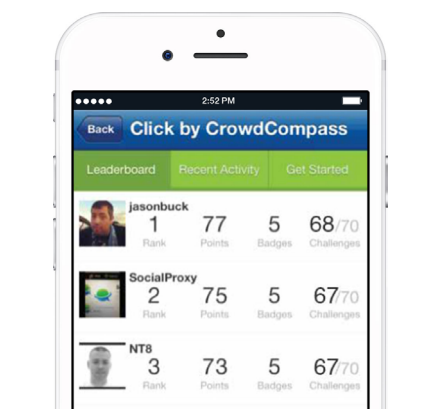 2:52 PM
Back Click by CrowdCompass
Leaderboard Recent Activity Get Started
jasonbuck
1 77 5 68/70
Rank Points Badges Challenges
SocialProxy
2 75 5 67/70
Rank Points Badges Challenges
NT8
3 73 5 67/70
Rank Points Badges Challenges